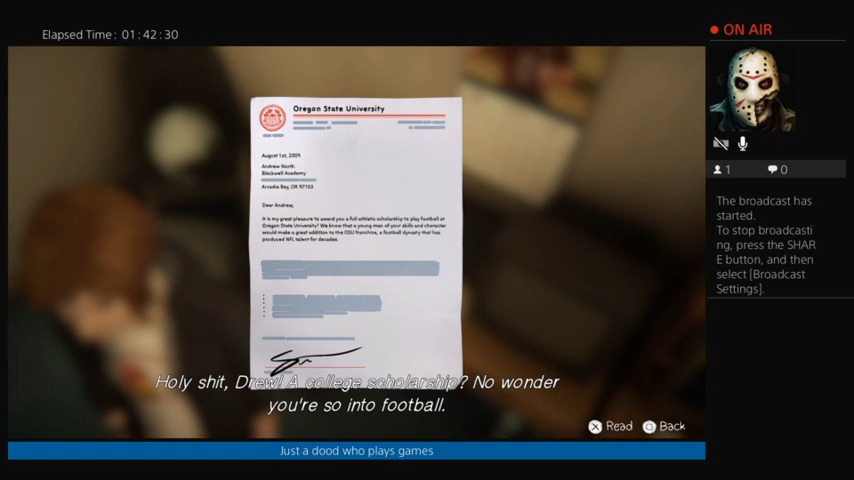 Elapsed Time : 01:42:30
ON AIR
Oregon State University
August 1st, 2009
Andrew North
Blackwell Academy
Arcadia Bay, OR 97103
Dear Andrew,
It is my great pleasure to award you a full athletic scholarship to play football at
Oregon State University! We know that a young man of your skills and character
would make a great addition to the OSU franchise, a football dynasty that has
produced NFL talent for decades.
Holy shit, Drew! A college scholarship? No wonder
you're so into football.
Read
Back
Just a dood who plays games
1
0
The broadcast has
started.
To stop broadcasti
ng, press the SHAR
E button, and then
select [Broadcast
Settings].